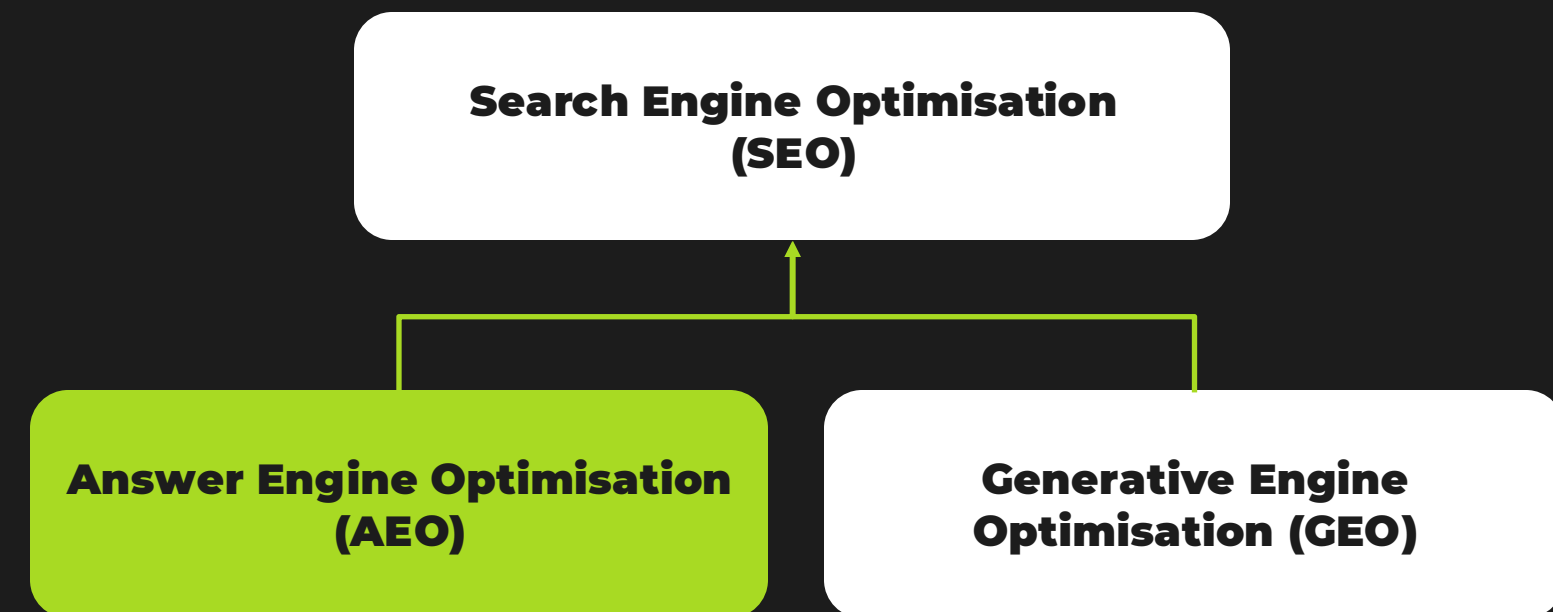 Search Engine Optimisation
(SEO)
Answer Engine Optimisation
(AEO)
Generative Engine
Optimisation (GEO)